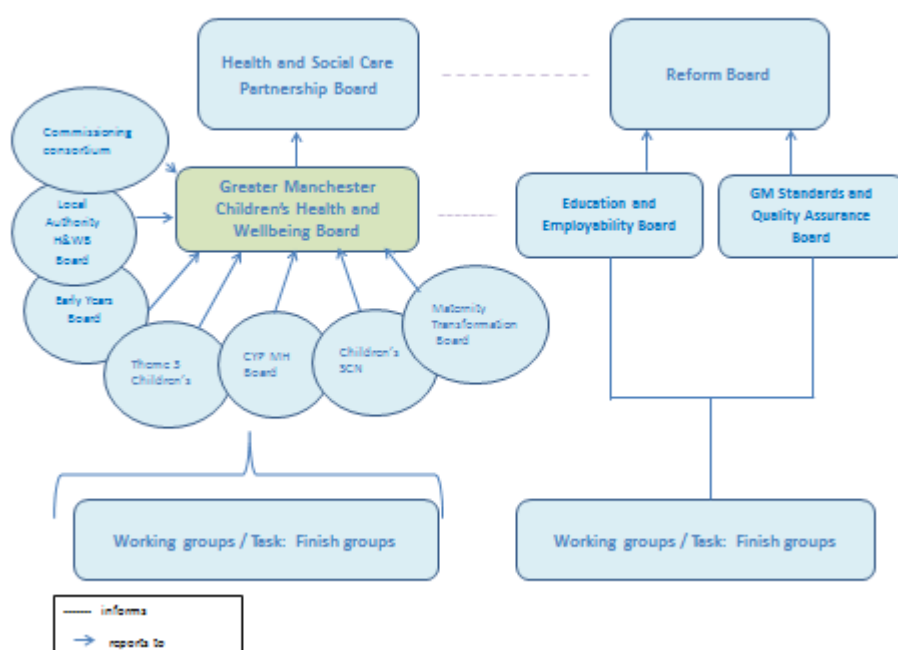 Health and Social Care
Partnership Board
Reform Board
Commissioning
consortium
Greater Manchester
Children's Health and
Wellbeing Board
Local
Authority
H&WB
Board
Education and
Employability Board
GM Standards and
Quality Assurance
Board
Early Years
Board
Theme 3
Children's
CYP MH
Board
Children's
SCN
Maternity
Transformation
Board
Working groups / Task: Finish groups
Working groups / Task: Finish groups
informs
reports to